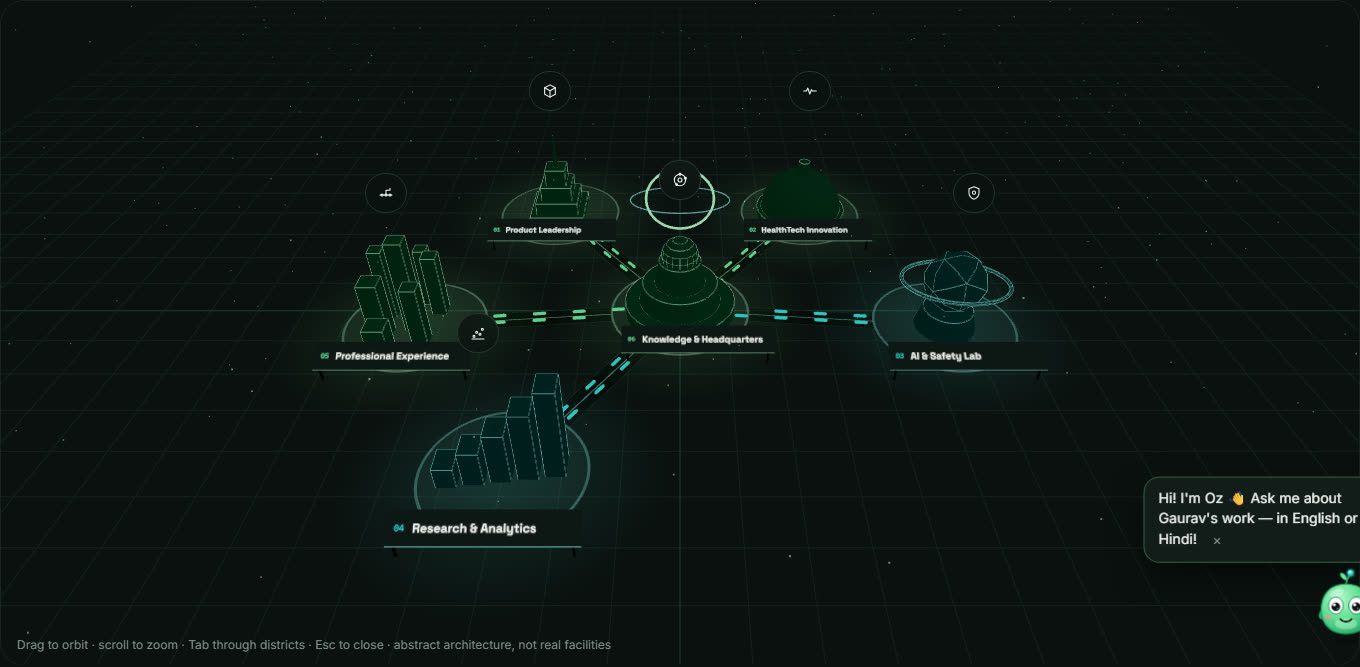 01 Product Leadership
02 HealthTech Innovation
06 Knowledge & Headquarters
05 Professional Experience
03 AI & Safety Lab
04 Research & Analytics
Hi! I'm Oz 👋 Ask me about
Gaurav's work — in English or
Hindi! ×
Drag to orbit · scroll to zoom · Tab through districts · Esc to close · abstract architecture, not real facilities